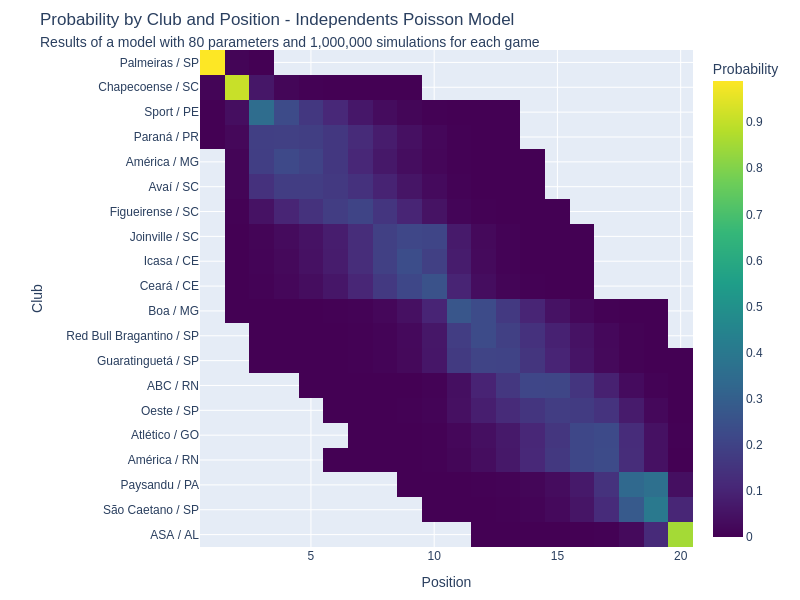 Probability by Club and Position - Independents Poisson Model
Results of a model with 80 parameters and 1,000,000 simulations for each game
Probability
Club
Palmeiras / SP
Chapecoense / SC
Sport / PE
Paraná / PR
América / MG
Avaí / SC
Figueirense / SC
Joinville / SC
Icasa / CE
Ceará / CE
Boa / MG
Red Bull Bragantino / SP
Guaratinguetá / SP
ABC / RN
Oeste / SP
Atlético / GO
América / RN
Paysandu / PA
São Caetano / SP
ASA / AL
0.9
0.8
0.7
0.6
0.5
0.4
0.3
0.2
0.1
0
5
10
15
20
Position